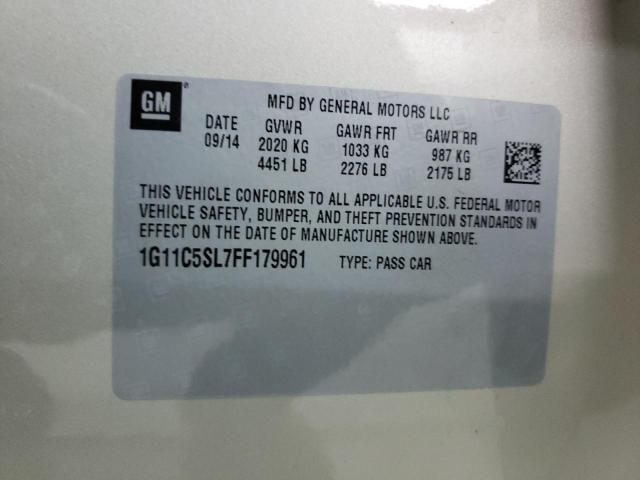 GM ®
MFD BY GENERAL MOTORS LLC
DATE GVWR GAWR FRT GAWR RR
09/14 2020 KG 1033 KG 987 KG
4451 LB 2276 LB 2175 LB
THIS VEHICLE CONFORMS TO ALL APPLICABLE U.S. FEDERAL MOTOR
VEHICLE SAFETY, BUMPER, AND THEFT PREVENTION STANDARDS IN
EFFECT ON THE DATE OF MANUFACTURE SHOWN ABOVE.
1G11C5SL7FF179961 TYPE: PASS CAR